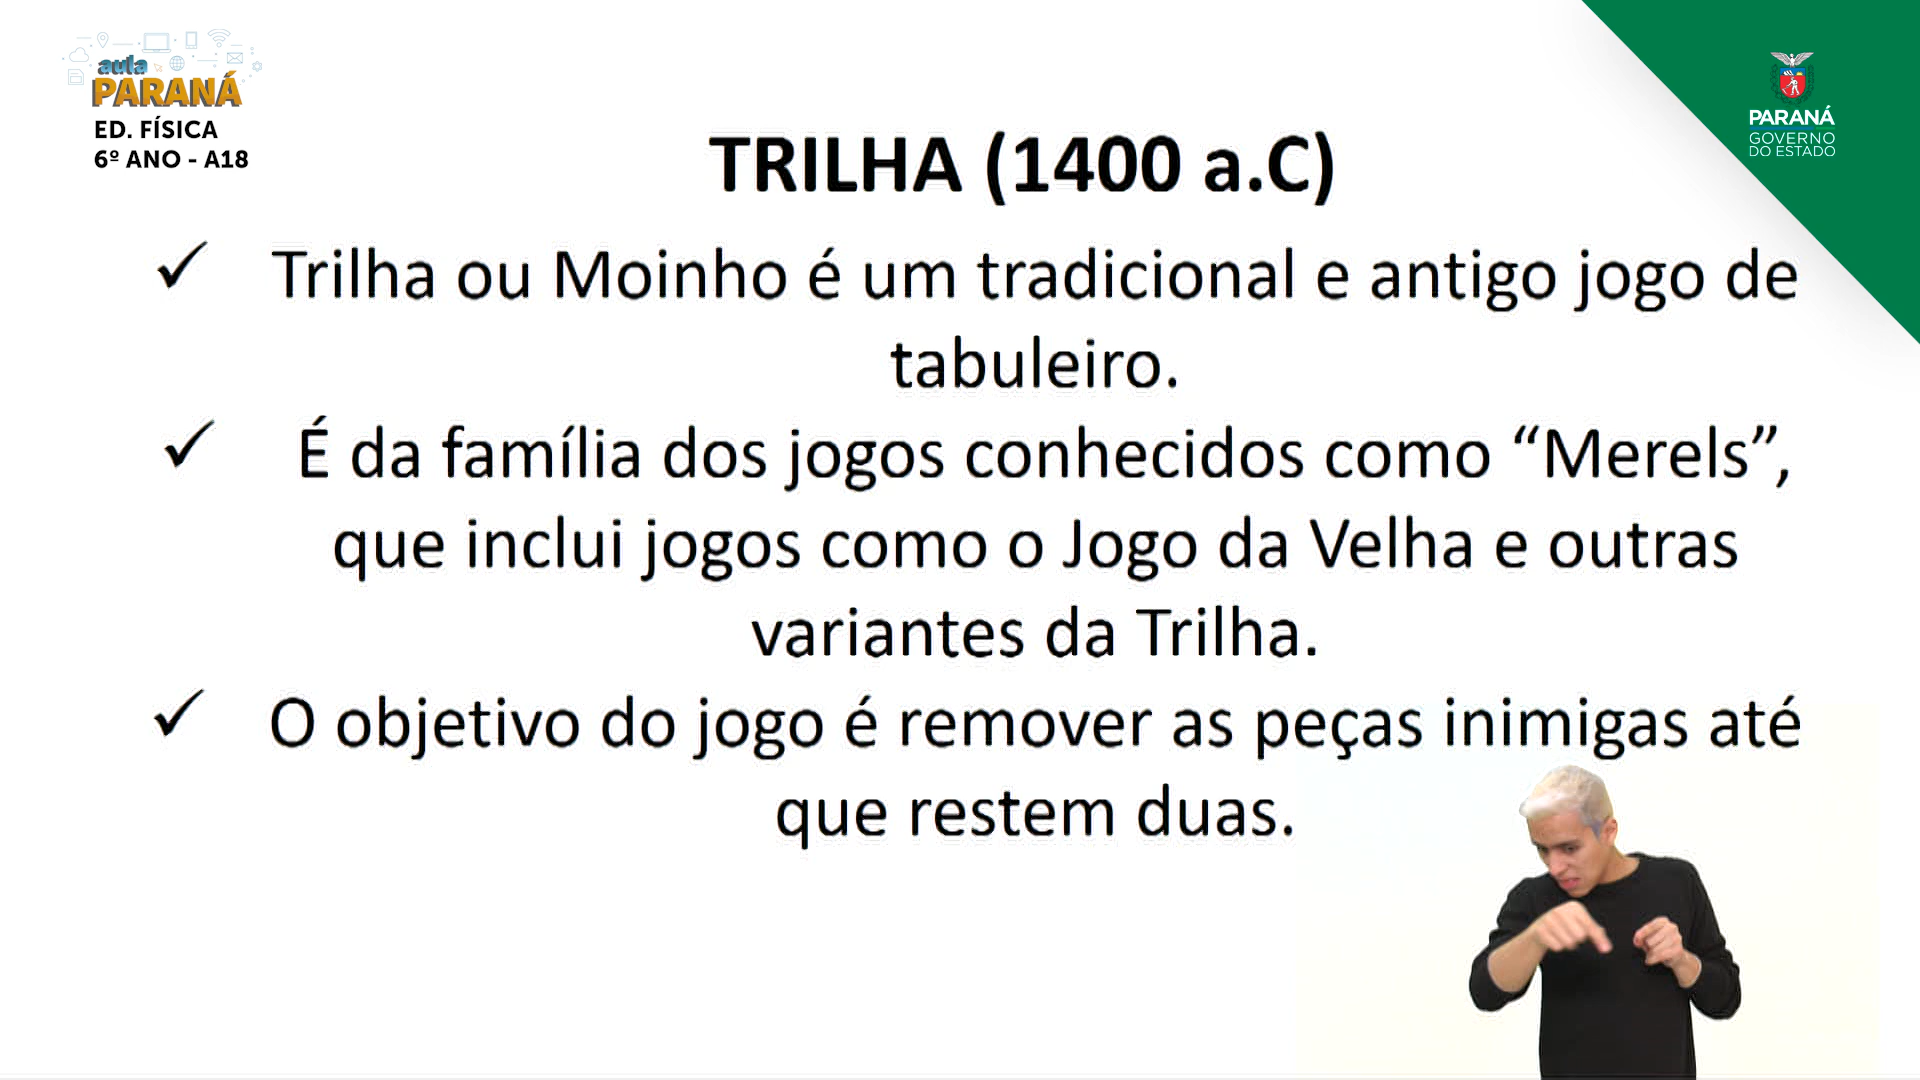 aula
PARANÁ
ED. FÍSICA
6º ANO - A18
PARANÁ
GOVERNO
DO ESTADO
TRILHA (1400 a.C)
✓ Trilha ou Moinho é um tradicional e antigo jogo de
tabuleiro.
✓ É da família dos jogos conhecidos como “Merels”,
que inclui jogos como o Jogo da Velha e outras
variantes da Trilha.
✓ O objetivo do jogo é remover as peças inimigas até
que restem duas.